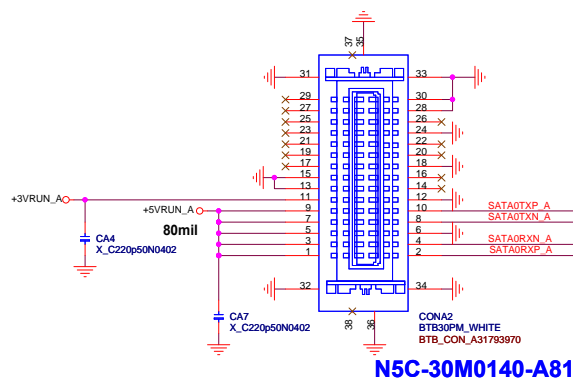 37
35
31
33
29
30
27
28
25
26
23
24
21
22
19
20
17
18
15
16
13
14
+3VRUN_A
11
12
+5VRUN_A
9
10
SATA0TXP_A
7
8
SATA0TXN_A
80mil
5
6
3
4
SATA0RXN_A
1
2
SATA0RXP_A
CA4
X_C220p50N0402
32
34
CA7
X_C220p50N0402
38
36
CONA2
BTB30PM_WHITE
BTB_CON_A31793970
N5C-30M0140-A81